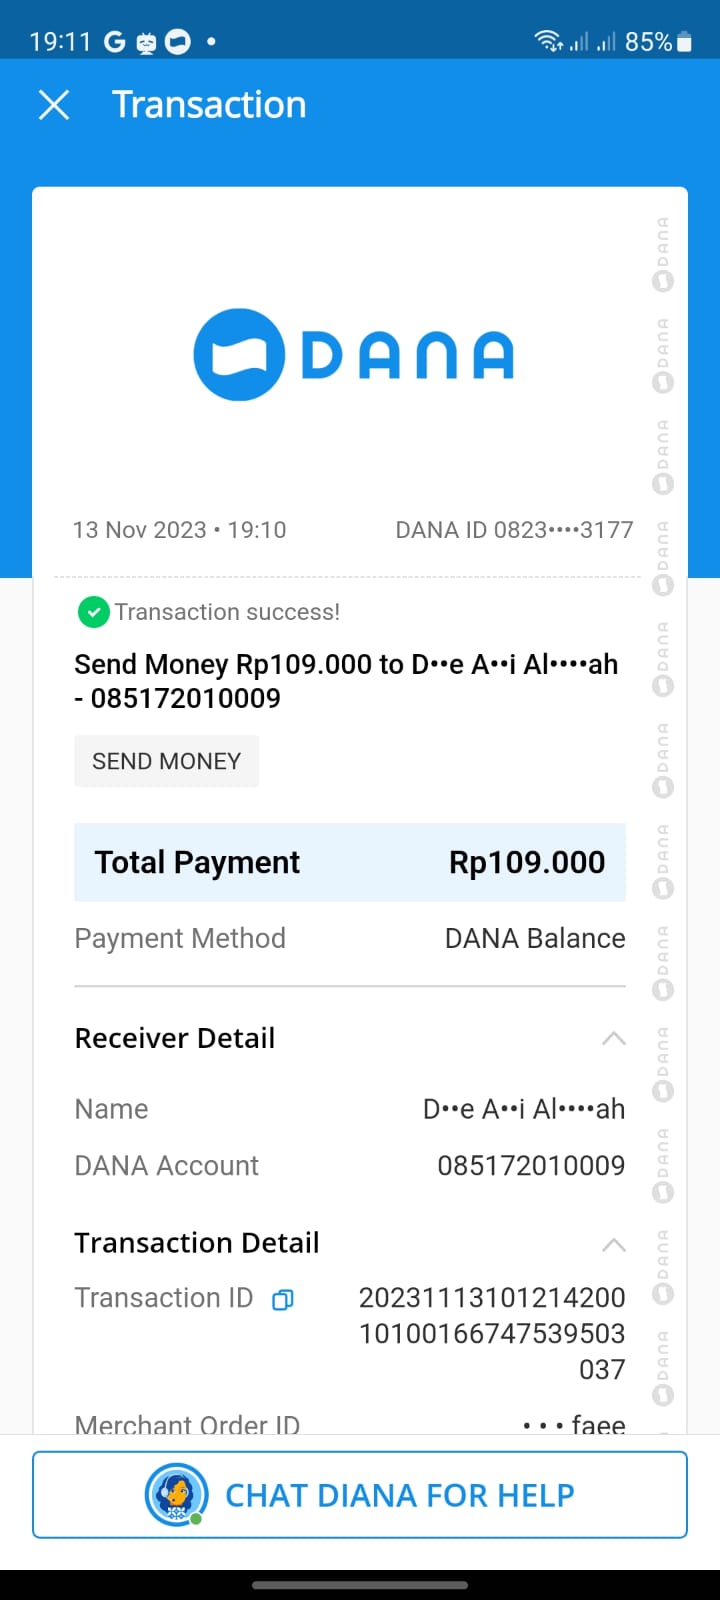 19:11
85%
Transaction
DANA
13 Nov 2023 • 19:10
DANA ID 0823••••3177
Transaction success!
Send Money Rp109.000 to D••e A••i Al••••ah
- 085172010009
SEND MONEY
Total Payment Rp109.000
Payment Method DANA Balance
Receiver Detail
Name D••e A••i Al••••ah
DANA Account 085172010009
Transaction Detail
Transaction ID 20231113101214200
10100166747539503
037
Merchant Order ID • • • faee
CHAT DIANA FOR HELP
DANA
DANA
DANA
DANA
DANA
DANA
DANA
DANA
DANA
DANA
DANA
DANA